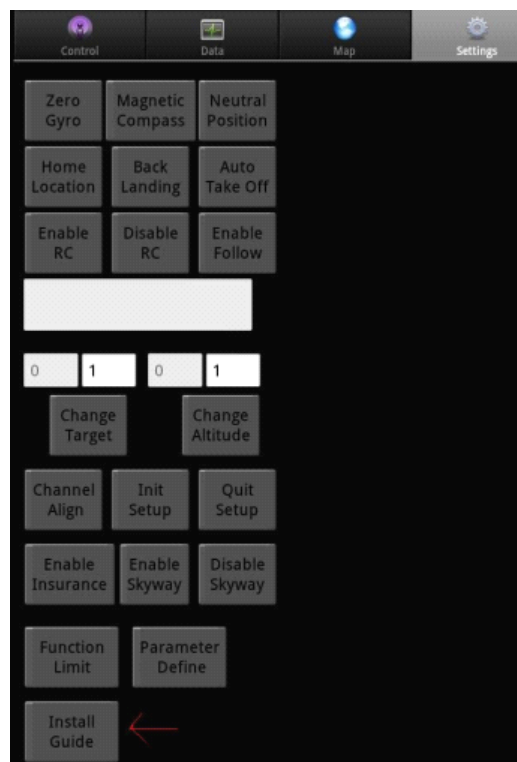 Control Data Map Settings
Zero Magnetic Neutral
Gyro Compass Position
Home Back Auto
Location Landing Take Off
Enable Disable Enable
RC RC Follow
0 1 0 1
Change Change
Target Altitude
Channel Init Quit
Align Setup Setup
Enable Enable Disable
Insurance Skyway Skyway
Function Parameter
Limit Define
Install
Guide